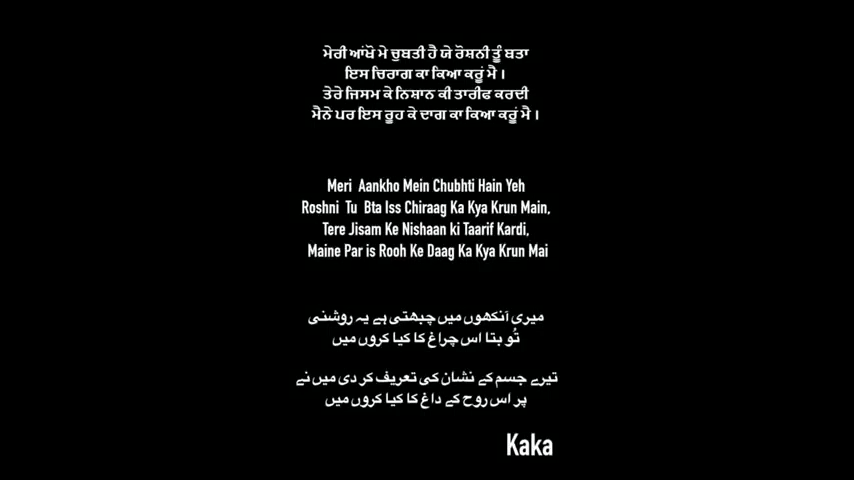 ਮੇਰੀ ਆਂਖੋ ਮੇ ਚੁਬਤੀ ਹੈ ਯੇ ਰੋਸ਼ਨੀ ਤੂੰ ਬਤਾ
ਇਸ ਚਿਰਾਗ ਕਾ ਕਿਆ ਕਰੂੰ ਮੈ ।
ਤੇਰੇ ਜਿਸਮ ਕੇ ਨਿਸ਼ਾਨ ਕੀ ਤਾਰੀਫ ਕਰਦੀ
ਮੈਨੇ ਪਰ ਇਸ ਰੂਹ ਕੇ ਦਾਗ ਕਾ ਕਿਆ ਕਰੂੰ ਮੈ ।
Meri Aankho Mein Chubhti Hain Yeh
Roshni Tu Bta Iss Chiraag Ka Kya Krun Main,
Tere Jisam Ke Nishaan ki Taarif Kardi,
Maine Par is Rooh Ke Daag Ka Kya Krun Mai
میری آنکھوں میں چبھتی ہے یہ روشنی
تُو بتا اس چراغ کا کیا کروں میں
تیرے جسم کے نشان کی تعریف کر دی میں نے
پر اس روح کے داغ کا کیا کروں میں
Kaka